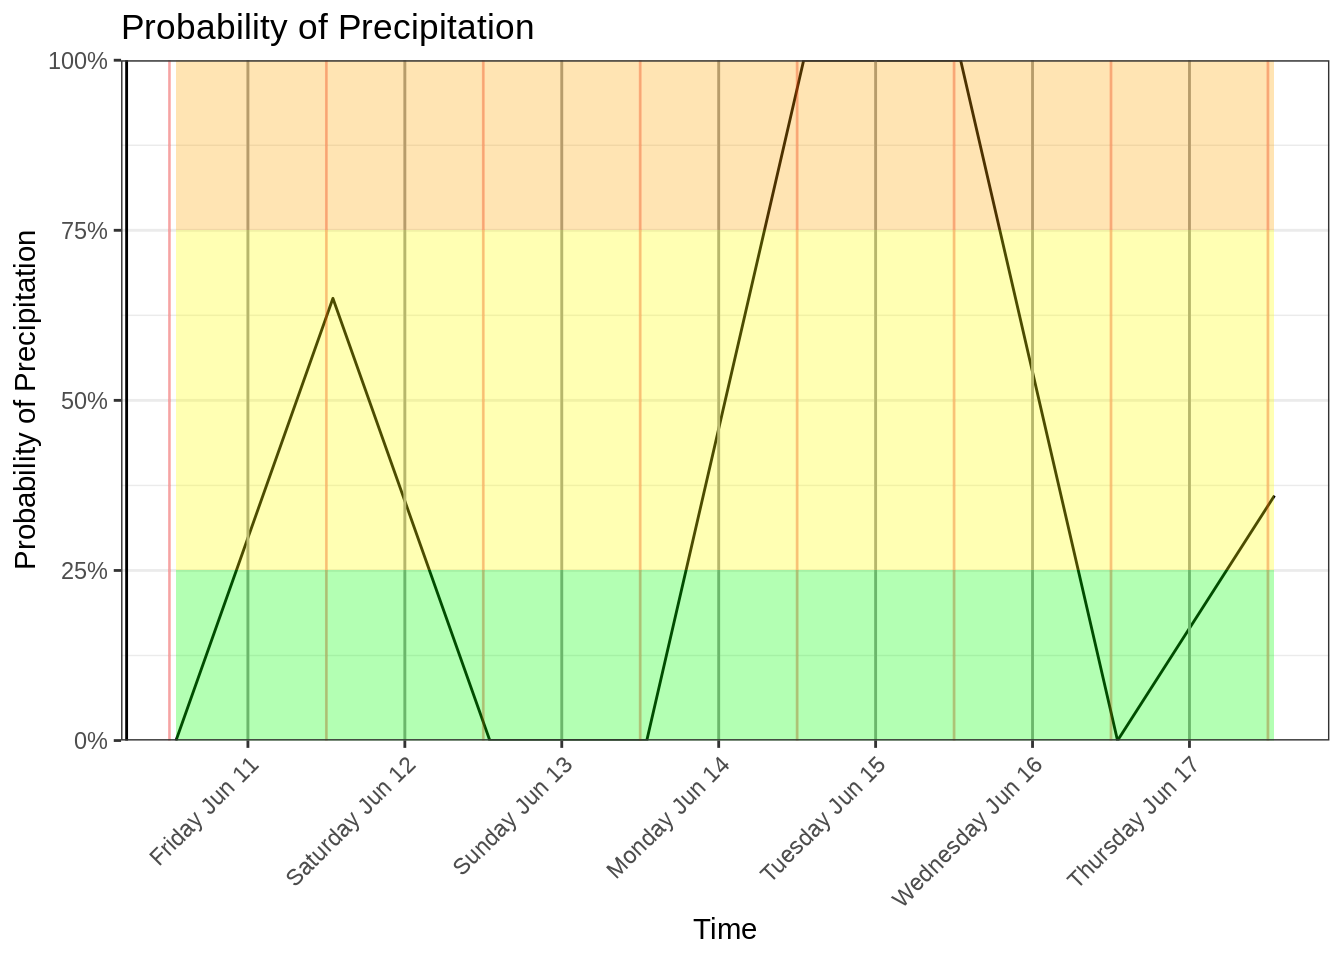 Probability of Precipitation
100%
75%
50%
25%
0%
Probability of Precipitation
Friday Jun 11
Saturday Jun 12
Sunday Jun 13
Monday Jun 14
Tuesday Jun 15
Wednesday Jun 16
Thursday Jun 17
Time